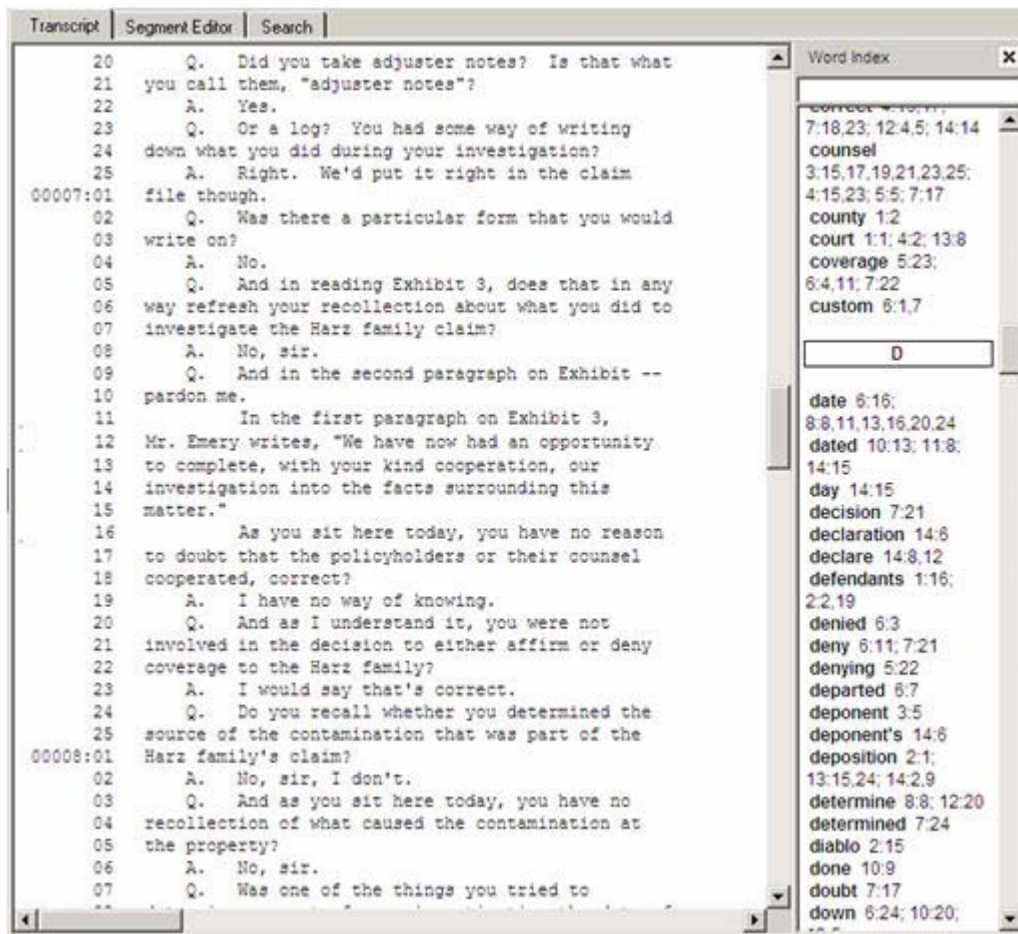 Transcript Segment Editor Search
20 Q. Did you take adjuster notes? Is that what
21 you call them, "adjuster notes"?
22 A. Yes.
23 Q. Or a log? You had some way of writing
24 down what you did during your investigation?
25 A. Right. We'd put it right in the claim
00007:01 file though.
02 Q. Was there a particular form that you would
03 write on?
04 A. No.
05 Q. And in reading Exhibit 3, does that in any
06 way refresh your recollection about what you did to
07 investigate the Harz family claim?
08 A. No, sir.
09 Q. And in the second paragraph on Exhibit --
10 pardon me.
11 In the first paragraph on Exhibit 3,
12 Mr. Emery writes, "We have now had an opportunity
13 to complete, with your kind cooperation, our
14 investigation into the facts surrounding this
15 matter."
16 As you sit here today, you have no reason
17 to doubt that the policyholders or their counsel
18 cooperated, correct?
19 A. I have no way of knowing.
20 Q. And as I understand it, you were not
21 involved in the decision to either affirm or deny
22 coverage to the Harz family?
23 A. I would say that's correct.
24 Q. Do you recall whether you determined the
25 source of the contamination that was part of the
00008:01 Harz family's claim?
02 A. No, sir, I don't.
03 Q. And as you sit here today, you have no
04 recollection of what caused the contamination at
05 the property?
06 A. No, sir.
07 Q. Was one of the things you tried to
Word Index
7:18,23; 12:4,5; 14:14
counsel
3:15,17,19,21,23,25;
4:15,23; 5:5; 7:17
county 1:2
court 1:1; 4:2; 13:8
coverage 5:23;
6:4,11; 7:22
custom 6:1,7
D
date 6:16;
8:8,11,13,16,20,24
dated 10:13; 11:8;
14:15
day 14:15
decision 7:21
declaration 14:6
declare 14:8,12
defendants 1:16;
2:2,19
denied 6:3
deny 6:11; 7:21
denying 5:22
departed 6:7
deponent 3:5
deponent's 14:6
deposition 2:1;
13:15,24; 14:2,9
determine 8:8; 12:20
determined 7:24
diablo 2:15
done 10:9
doubt 7:17
down 6:24; 10:20;